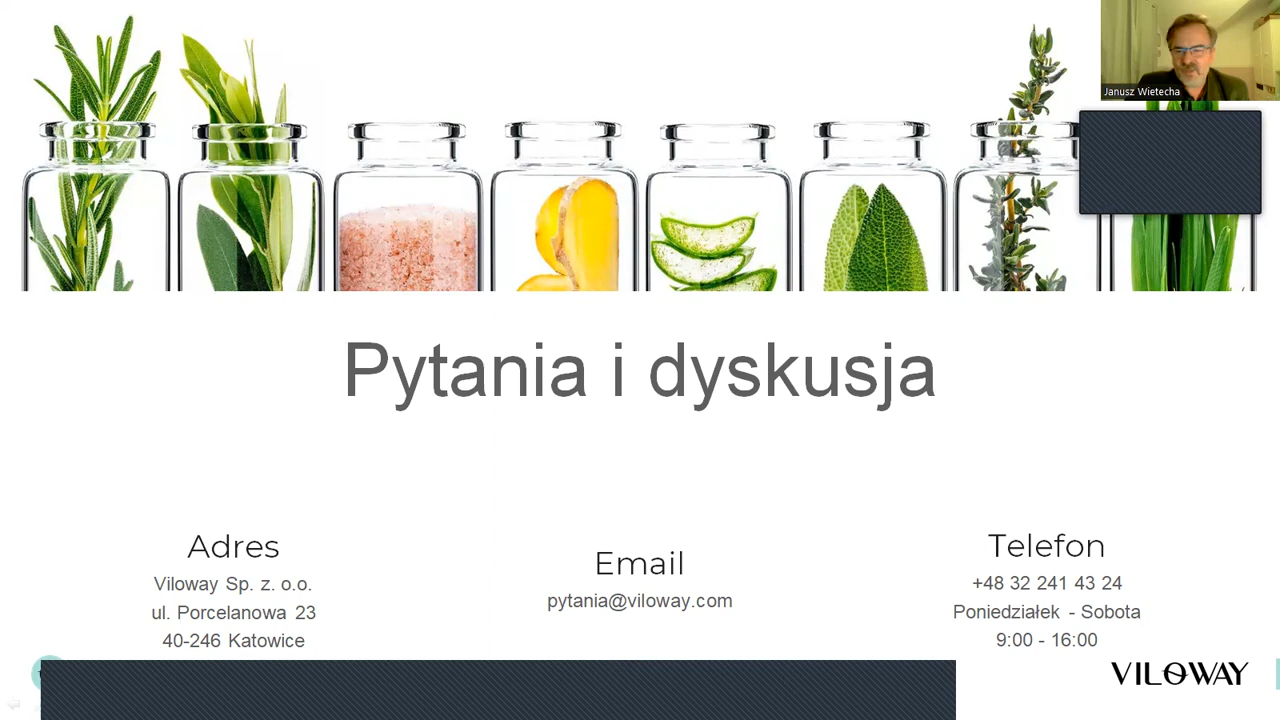 Janusz Wietecha
Pytania i dyskusja
Adres
Viloway Sp. z. o.o.
ul. Porcelanowa 23
40-246 Katowice
Email
pytania@viloway.com
Telefon
+48 32 241 43 24
Poniedziałek - Sobota
9:00 - 16:00
VILOWAY